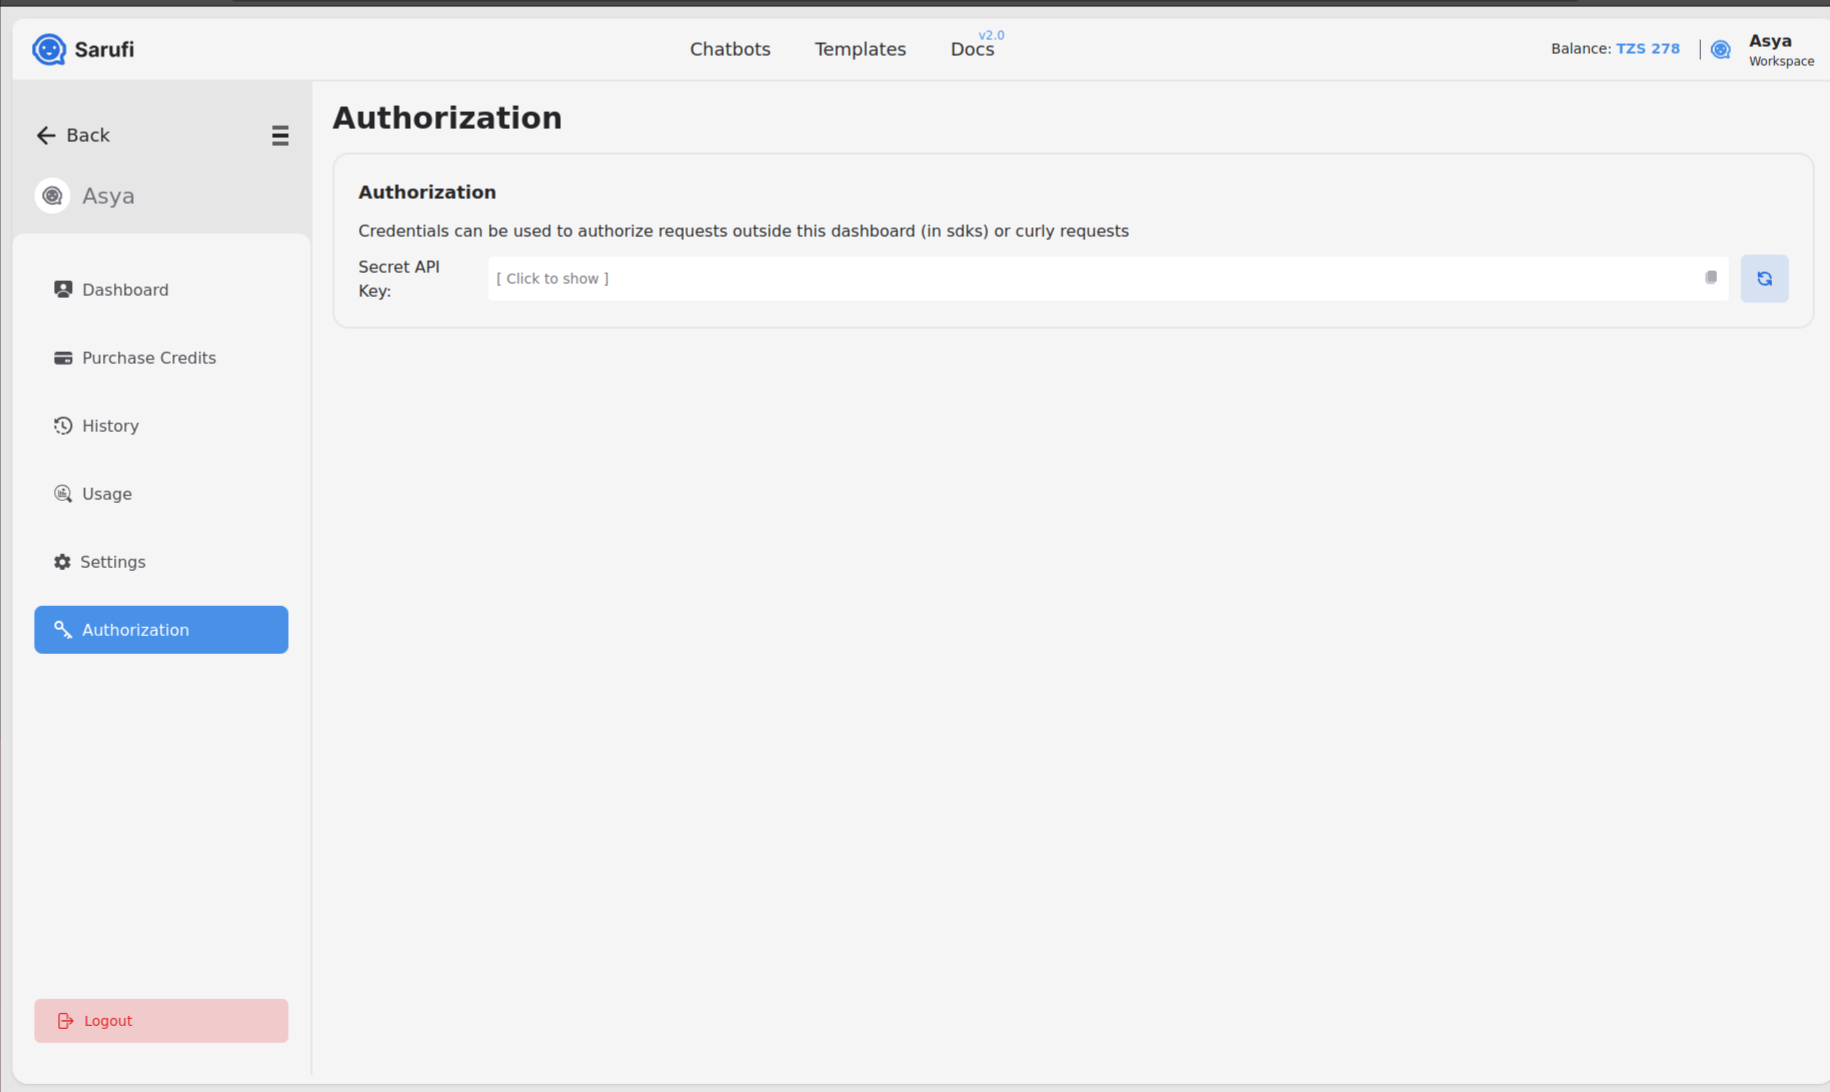 Sarufi
Chatbots
Templates
Docs
v2.0
Balance: TZS 278
Asya
Workspace
Back
Asya
Dashboard
Purchase Credits
History
Usage
Settings
Authorization
Logout
Authorization
Authorization
Credentials can be used to authorize requests outside this dashboard (in sdks) or curly requests
Secret API
Key:
[ Click to show ]